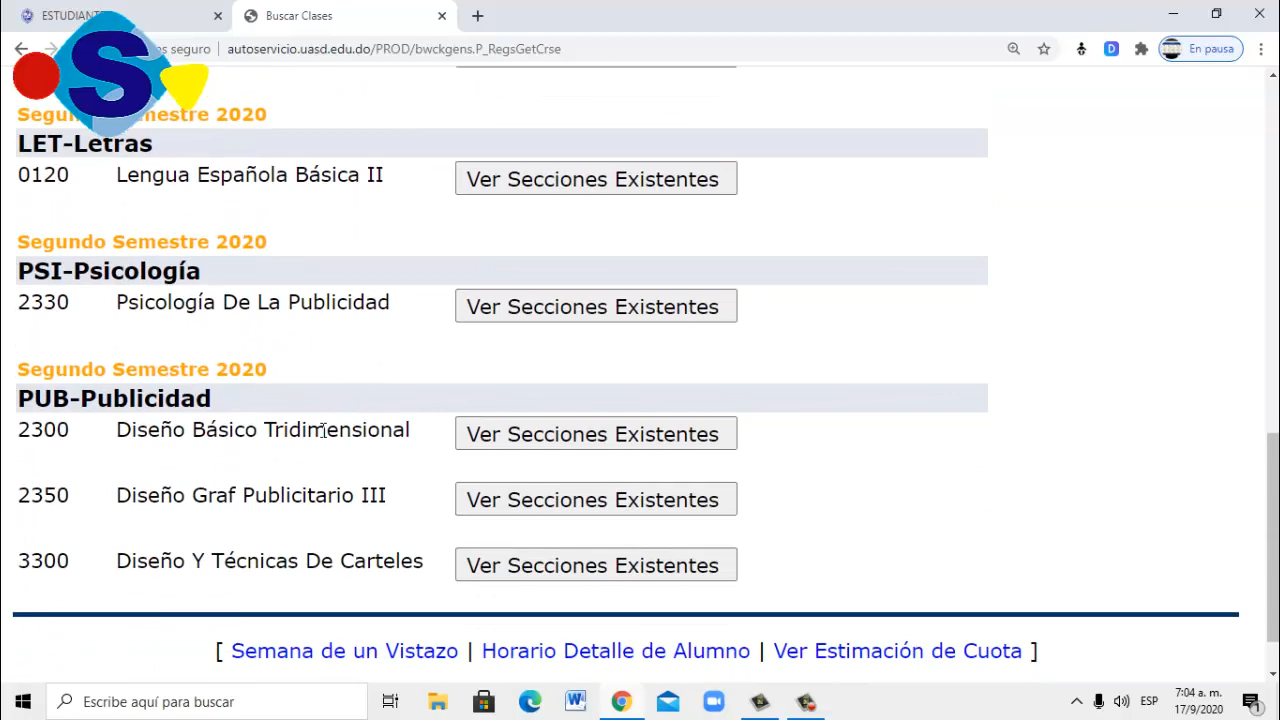 ESTUDIANT
Buscar Clases
seguro
autoservicio.uasd.edu.do/PROD/bwckgens.P_RegsGetCrse
En pausa
S
Segundo Semestre 2020
LET-Letras
0120 Lengua Española Básica II Ver Secciones Existentes
Segundo Semestre 2020
PSI-Psicología
2330 Psicología De La Publicidad Ver Secciones Existentes
Segundo Semestre 2020
PUB-Publicidad
2300 Diseño Básico Tridimensional Ver Secciones Existentes
2350 Diseño Graf Publicitario III Ver Secciones Existentes
3300 Diseño Y Técnicas De Carteles Ver Secciones Existentes
[ Semana de un Vistazo | Horario Detalle de Alumno | Ver Estimación de Cuota ]
Escribe aquí para buscar
ESP
7:04 a. m.
17/9/2020